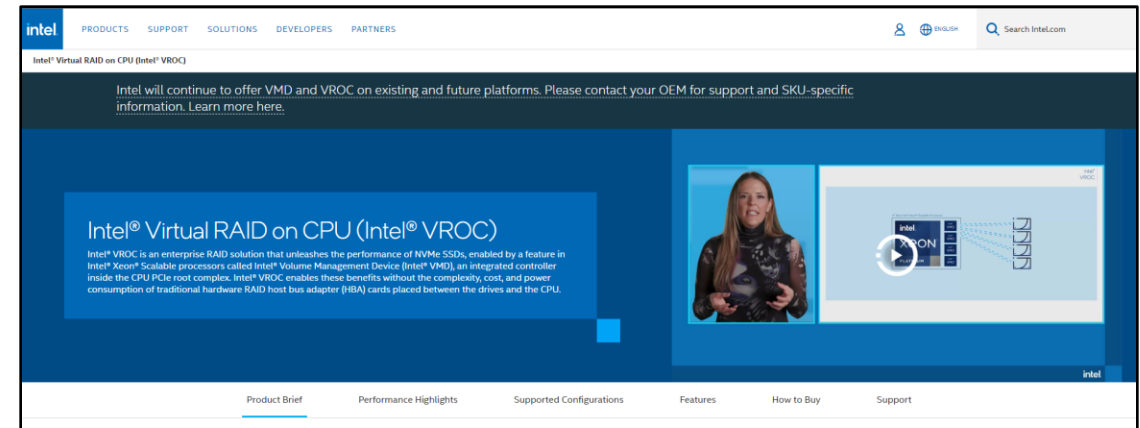 intel
PRODUCTS SUPPORT SOLUTIONS DEVELOPERS PARTNERS
ENGLISH
Search Intel.com
Intel® Virtual RAID on CPU (Intel® VROC)
Intel will continue to offer VMD and VROC on existing and future platforms. Please contact your OEM for support and SKU-specific
information. Learn more here.
Intel® Virtual RAID on CPU (Intel® VROC)
Intel® VROC is an enterprise RAID solution that unleashes the performance of NVMe SSDs, enabled by a feature in
Intel® Xeon® Scalable processors called Intel® Volume Management Device (Intel® VMD), an integrated controller
inside the CPU PCIe root complex. Intel® VROC enables these benefits without the complexity, cost, and power
consumption of traditional hardware RAID host bus adapter (HBA) cards placed between the drives and the CPU.
Intel®
VROC
intel
XEON
PLATINUM
intel
Product Brief Performance Highlights Supported Configurations Features How to Buy Support